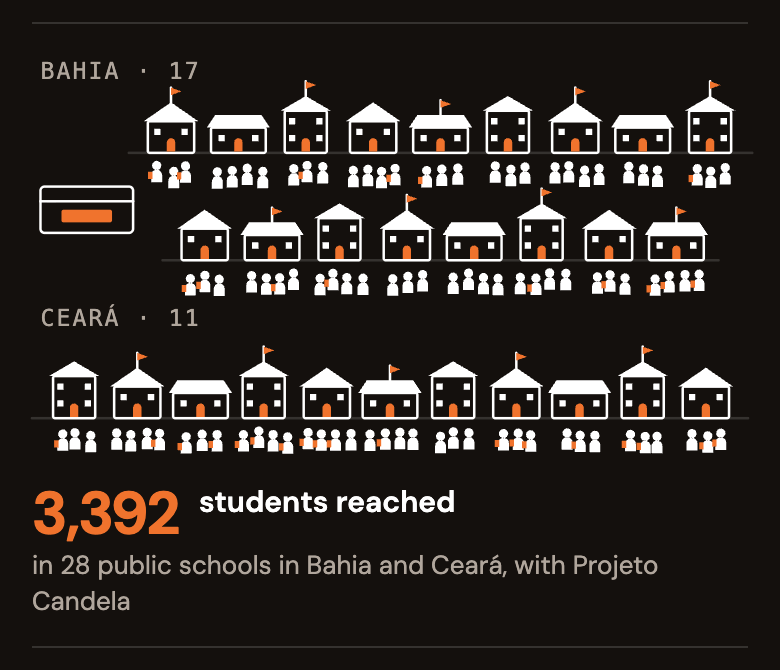 BAHIA · 17
CEARÁ · 11
3,392 students reached
in 28 public schools in Bahia and Ceará, with Projeto
Candela